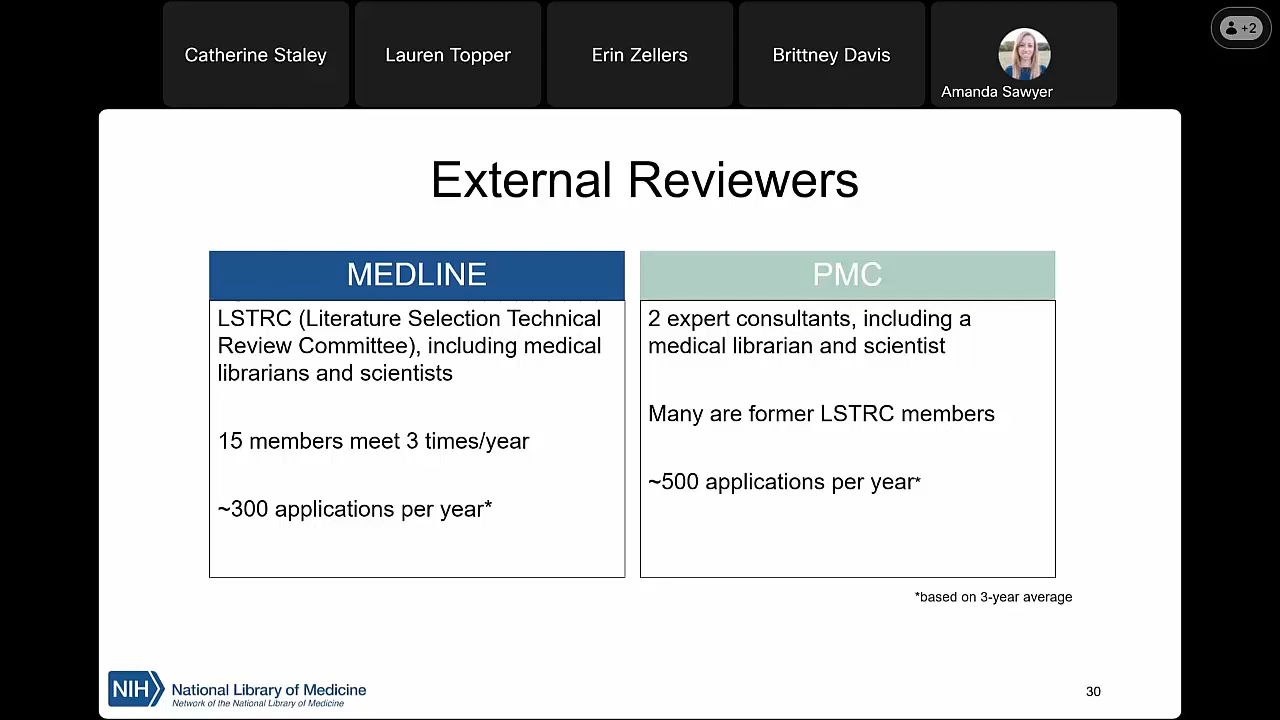 Catherine Staley
Lauren Topper
Erin Zellers
Brittney Davis
Amanda Sawyer
+2
External Reviewers
MEDLINE
LSTRC (Literature Selection Technical
Review Committee), including medical
librarians and scientists
15 members meet 3 times/year
~300 applications per year*
PMC
2 expert consultants, including a
medical librarian and scientist
Many are former LSTRC members
~500 applications per year*
*based on 3-year average
NIH
National Library of Medicine
Network of the National Library of Medicine
30